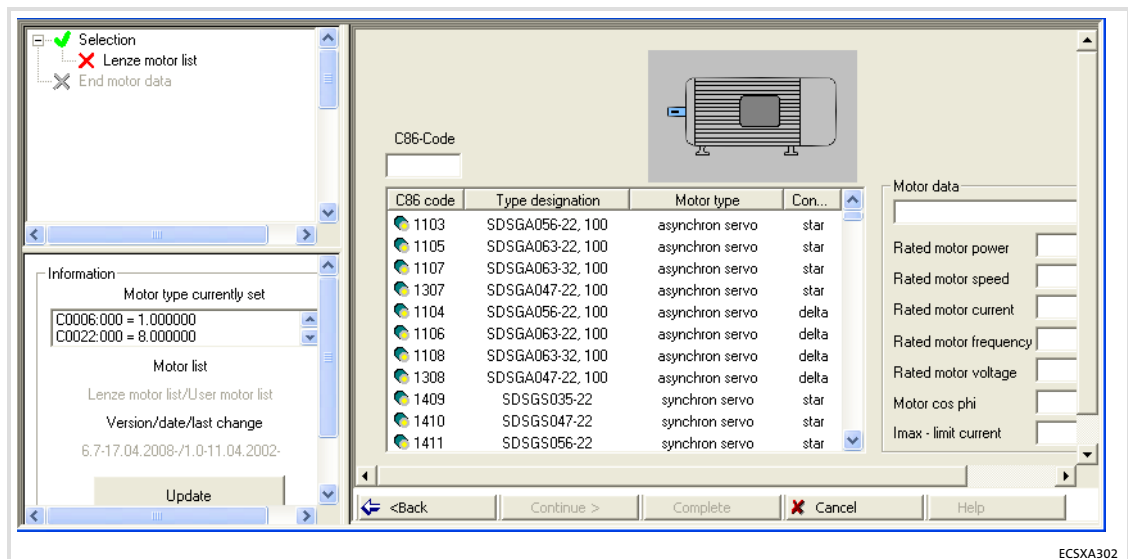 Selection
Lenze motor list
End motor data
Information
Motor type currently set
C0006:000 = 1.000000
C0022:000 = 8.000000
Motor list
Lenze motor list/User motor list
Version/date/last change
6.7-17.04.2008-/1.0-11.04.2002-
Update
C86-Code
C86 code Type designation Motor type Con...
1103 SDSGA056-22, 100 asynchron servo star
1105 SDSGA063-22, 100 asynchron servo star
1107 SDSGA063-32, 100 asynchron servo star
1307 SDSGA047-22, 100 asynchron servo star
1104 SDSGA056-22, 100 asynchron servo delta
1106 SDSGA063-22, 100 asynchron servo delta
1108 SDSGA063-32, 100 asynchron servo delta
1308 SDSGA047-22, 100 asynchron servo delta
1409 SDSGS035-22 synchron servo star
1410 SDSGS047-22 synchron servo star
1411 SDSGS056-22 synchron servo star
Motor data
Rated motor power
Rated motor speed
Rated motor current
Rated motor frequency
Rated motor voltage
Motor cos phi
Imax - limit current
<Back Continue > Complete Cancel Help
ECSXA302